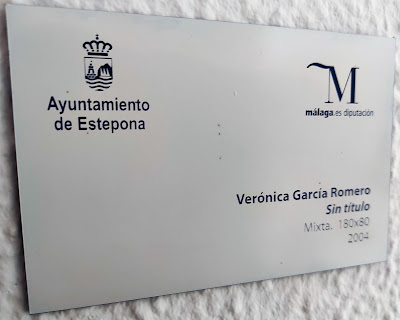 Ayuntamiento
de Estepona
M
málaga.es diputación
Verónica García Romero
Sin título
Mixta. 180x80
2004